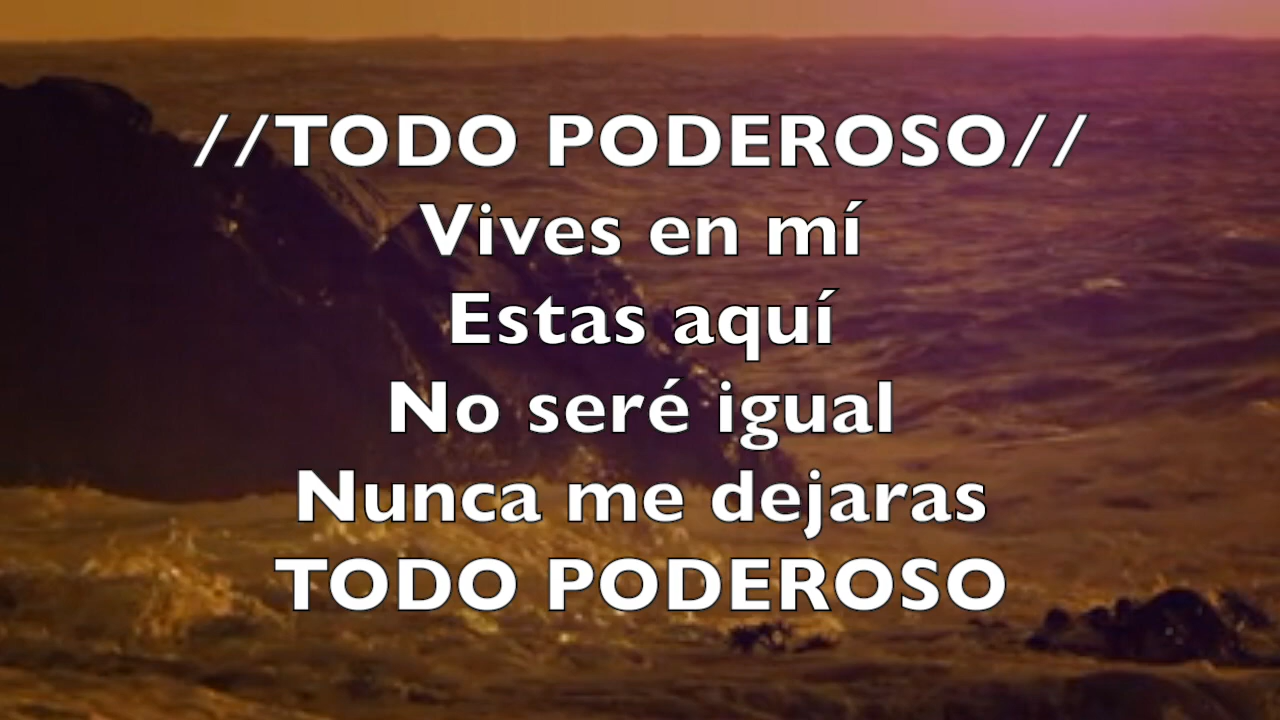 //TODO PODEROSO//
Vives en mí
Estas aquí
No seré igual
Nunca me dejaras
TODO PODEROSO